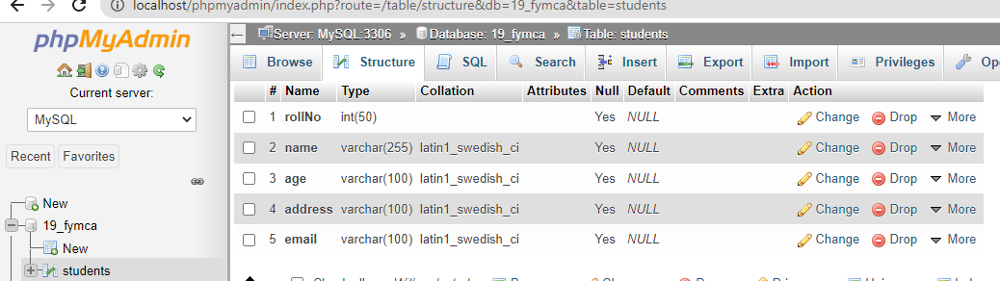 localhost/phpmyadmin/index.php?route=/table/structure&db=19_fymca&table=students
phpMyAdmin
Current server:
MySQL
Recent Favorites
New
19_fymca
New
students
Server: MySQL:3306 » Database: 19_fymca » Table: students
Browse Structure SQL Search Insert Export Import Privileges
# Name Type Collation Attributes Null Default Comments Extra Action
1 rollNo int(50) Yes NULL Change Drop More
2 name varchar(255) latin1_swedish_ci Yes NULL Change Drop More
3 age varchar(100) latin1_swedish_ci Yes NULL Change Drop More
4 address varchar(100) latin1_swedish_ci Yes NULL Change Drop More
5 email varchar(100) latin1_swedish_ci Yes NULL Change Drop More